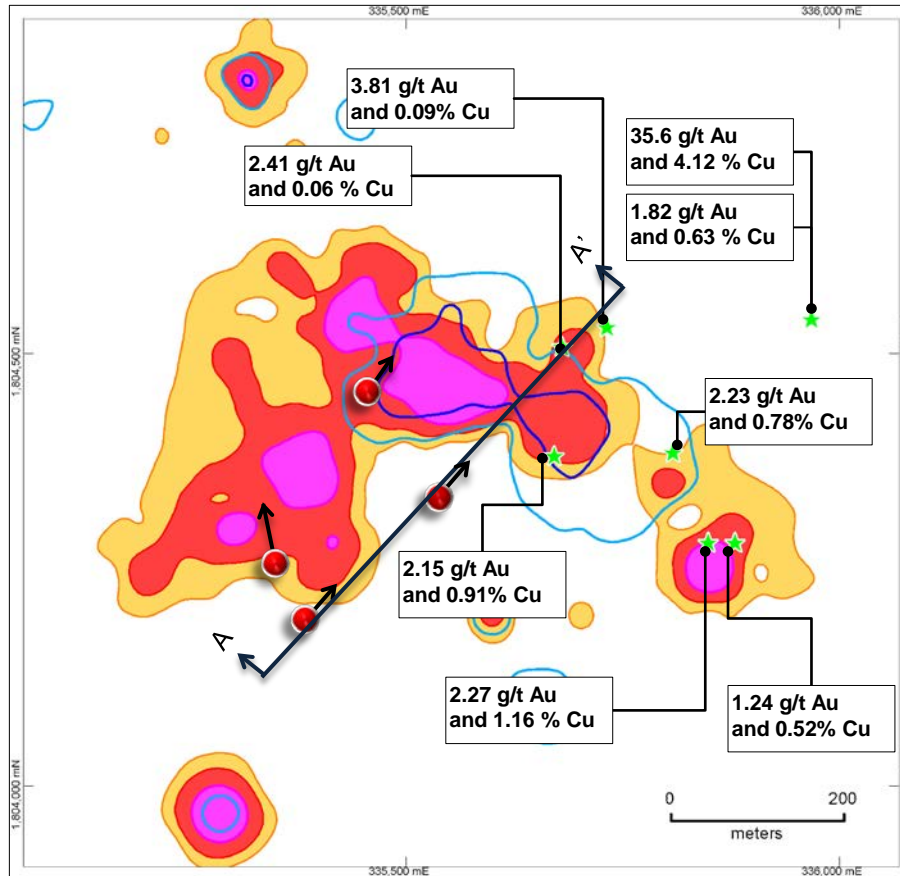 335,500 mE
336,000 mE
3.81 g/t Au
and 0.09% Cu
35.6 g/t Au
and 4.12 % Cu
2.41 g/t Au
and 0.06 % Cu
1.82 g/t Au
and 0.63 % Cu
A’
1,804,500 mN
2.23 g/t Au
and 0.78% Cu
2.15 g/t Au
and 0.91% Cu
A
2.27 g/t Au
and 1.16 % Cu
1.24 g/t Au
and 0.52% Cu
1,804,000 mN
0
200
meters
335,500 mE
336,000 mE